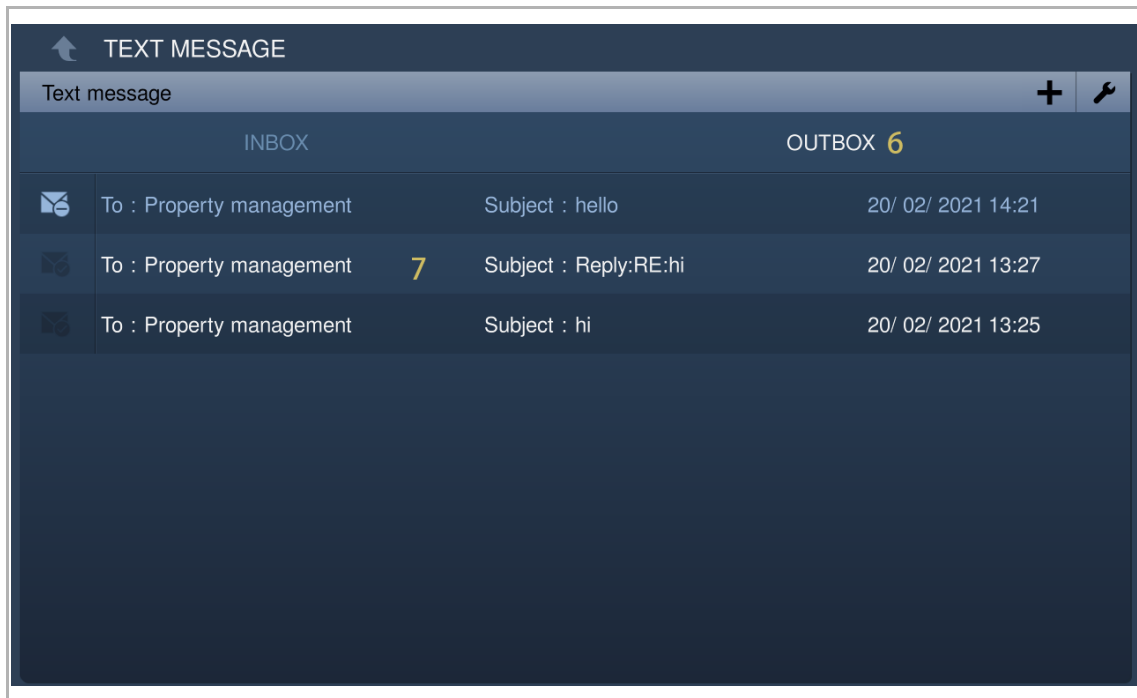 TEXT MESSAGE
Text message
INBOX OUTBOX 6
To : Property management Subject : hello 20/ 02/ 2021 14:21
To : Property management 7 Subject : Reply:RE:hi 20/ 02/ 2021 13:27
To : Property management Subject : hi 20/ 02/ 2021 13:25